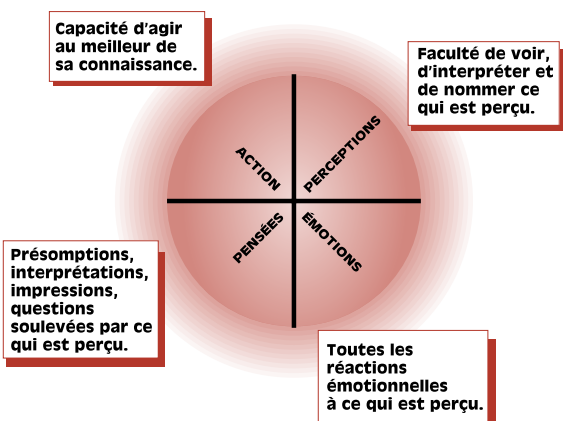 Capacité d'agir
au meilleur de
sa connaissance.
Faculté de voir,
d'interpréter et
de nommer ce
qui est perçu.
ACTION
PERCEPTIONS
PENSÉES
ÉMOTIONS
Présomptions,
interprétations,
impressions,
questions
soulevées par ce
qui est perçu.
Toutes les
réactions
émotionnelles
à ce qui est perçu.